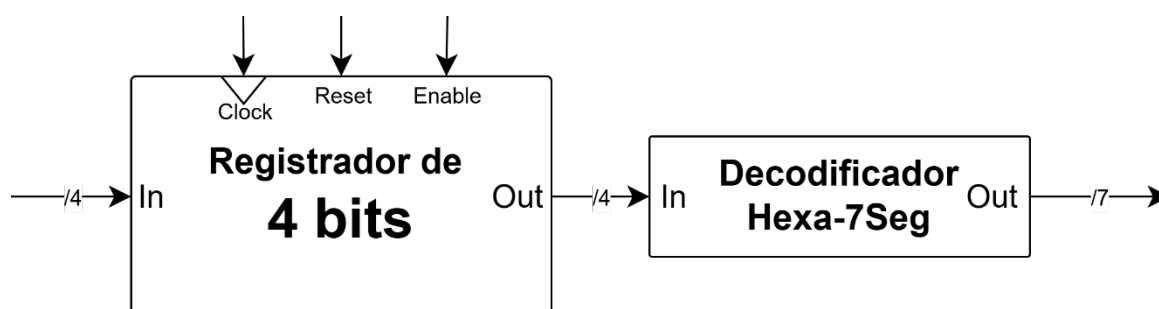 Clock Reset Enable
Registrador de
4 bits
/4 In Out /4 In
Decodificador
Hexa-7Seg
Out /7